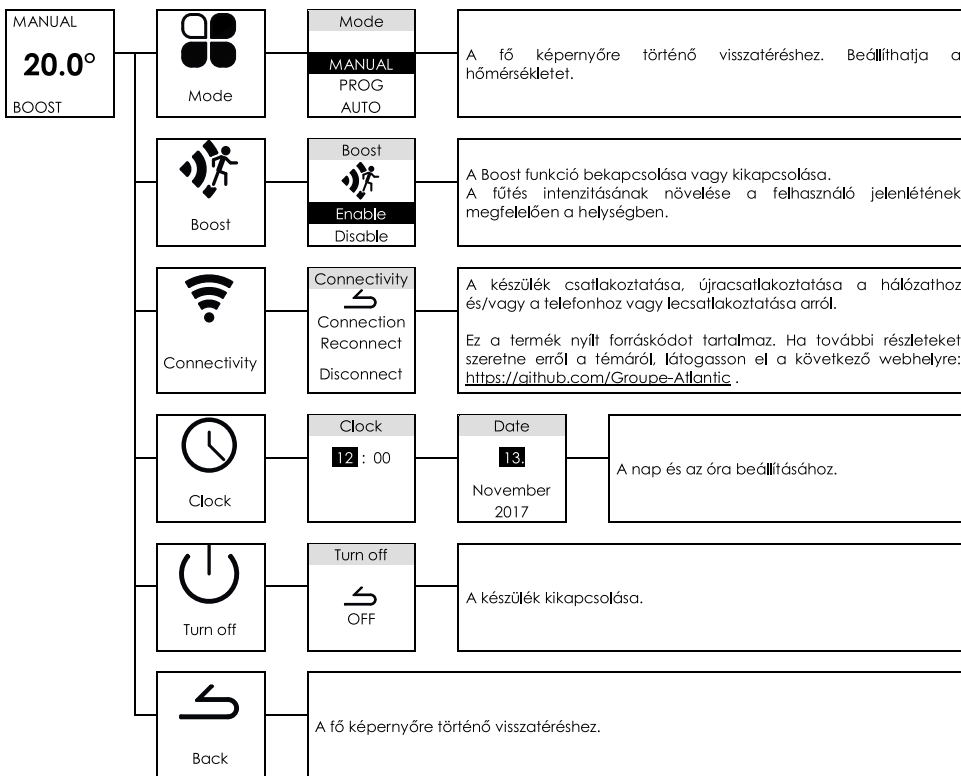 MANUAL
20.0°
BOOST
Mode
Mode
MANUAL
PROG
AUTO
A fő képernyőre történő visszatéréshez. Beállíthatja a
hőmérsékletet.
Boost
Boost
Enable
Disable
A Boost funkció bekapcsolása vagy kikapcsolása.
A fűtés intenzitásának növelése a felhasználó jelenlétének
megfelelően a helységben.
Connectivity
Connectivity
Connection
Reconnect
Disconnect
A készülék csatlakoztatása, újracsatlakoztatása a hálózathoz
és/vagy a telefonhoz vagy lecsatlakoztatása arról.
Ez a termék nyílt forráskódot tartalmaz. Ha további részleteket
szeretne erről a témáról, látogasson el a következő webhelyre:
https://github.com/Groupe-Atlantic .
Clock
Clock
12 : 00
Date
13.
November
2017
A nap és az óra beállításához.
Turn off
Turn off
OFF
A készülék kikapcsolása.
Back
A fő képernyőre történő visszatéréshez.